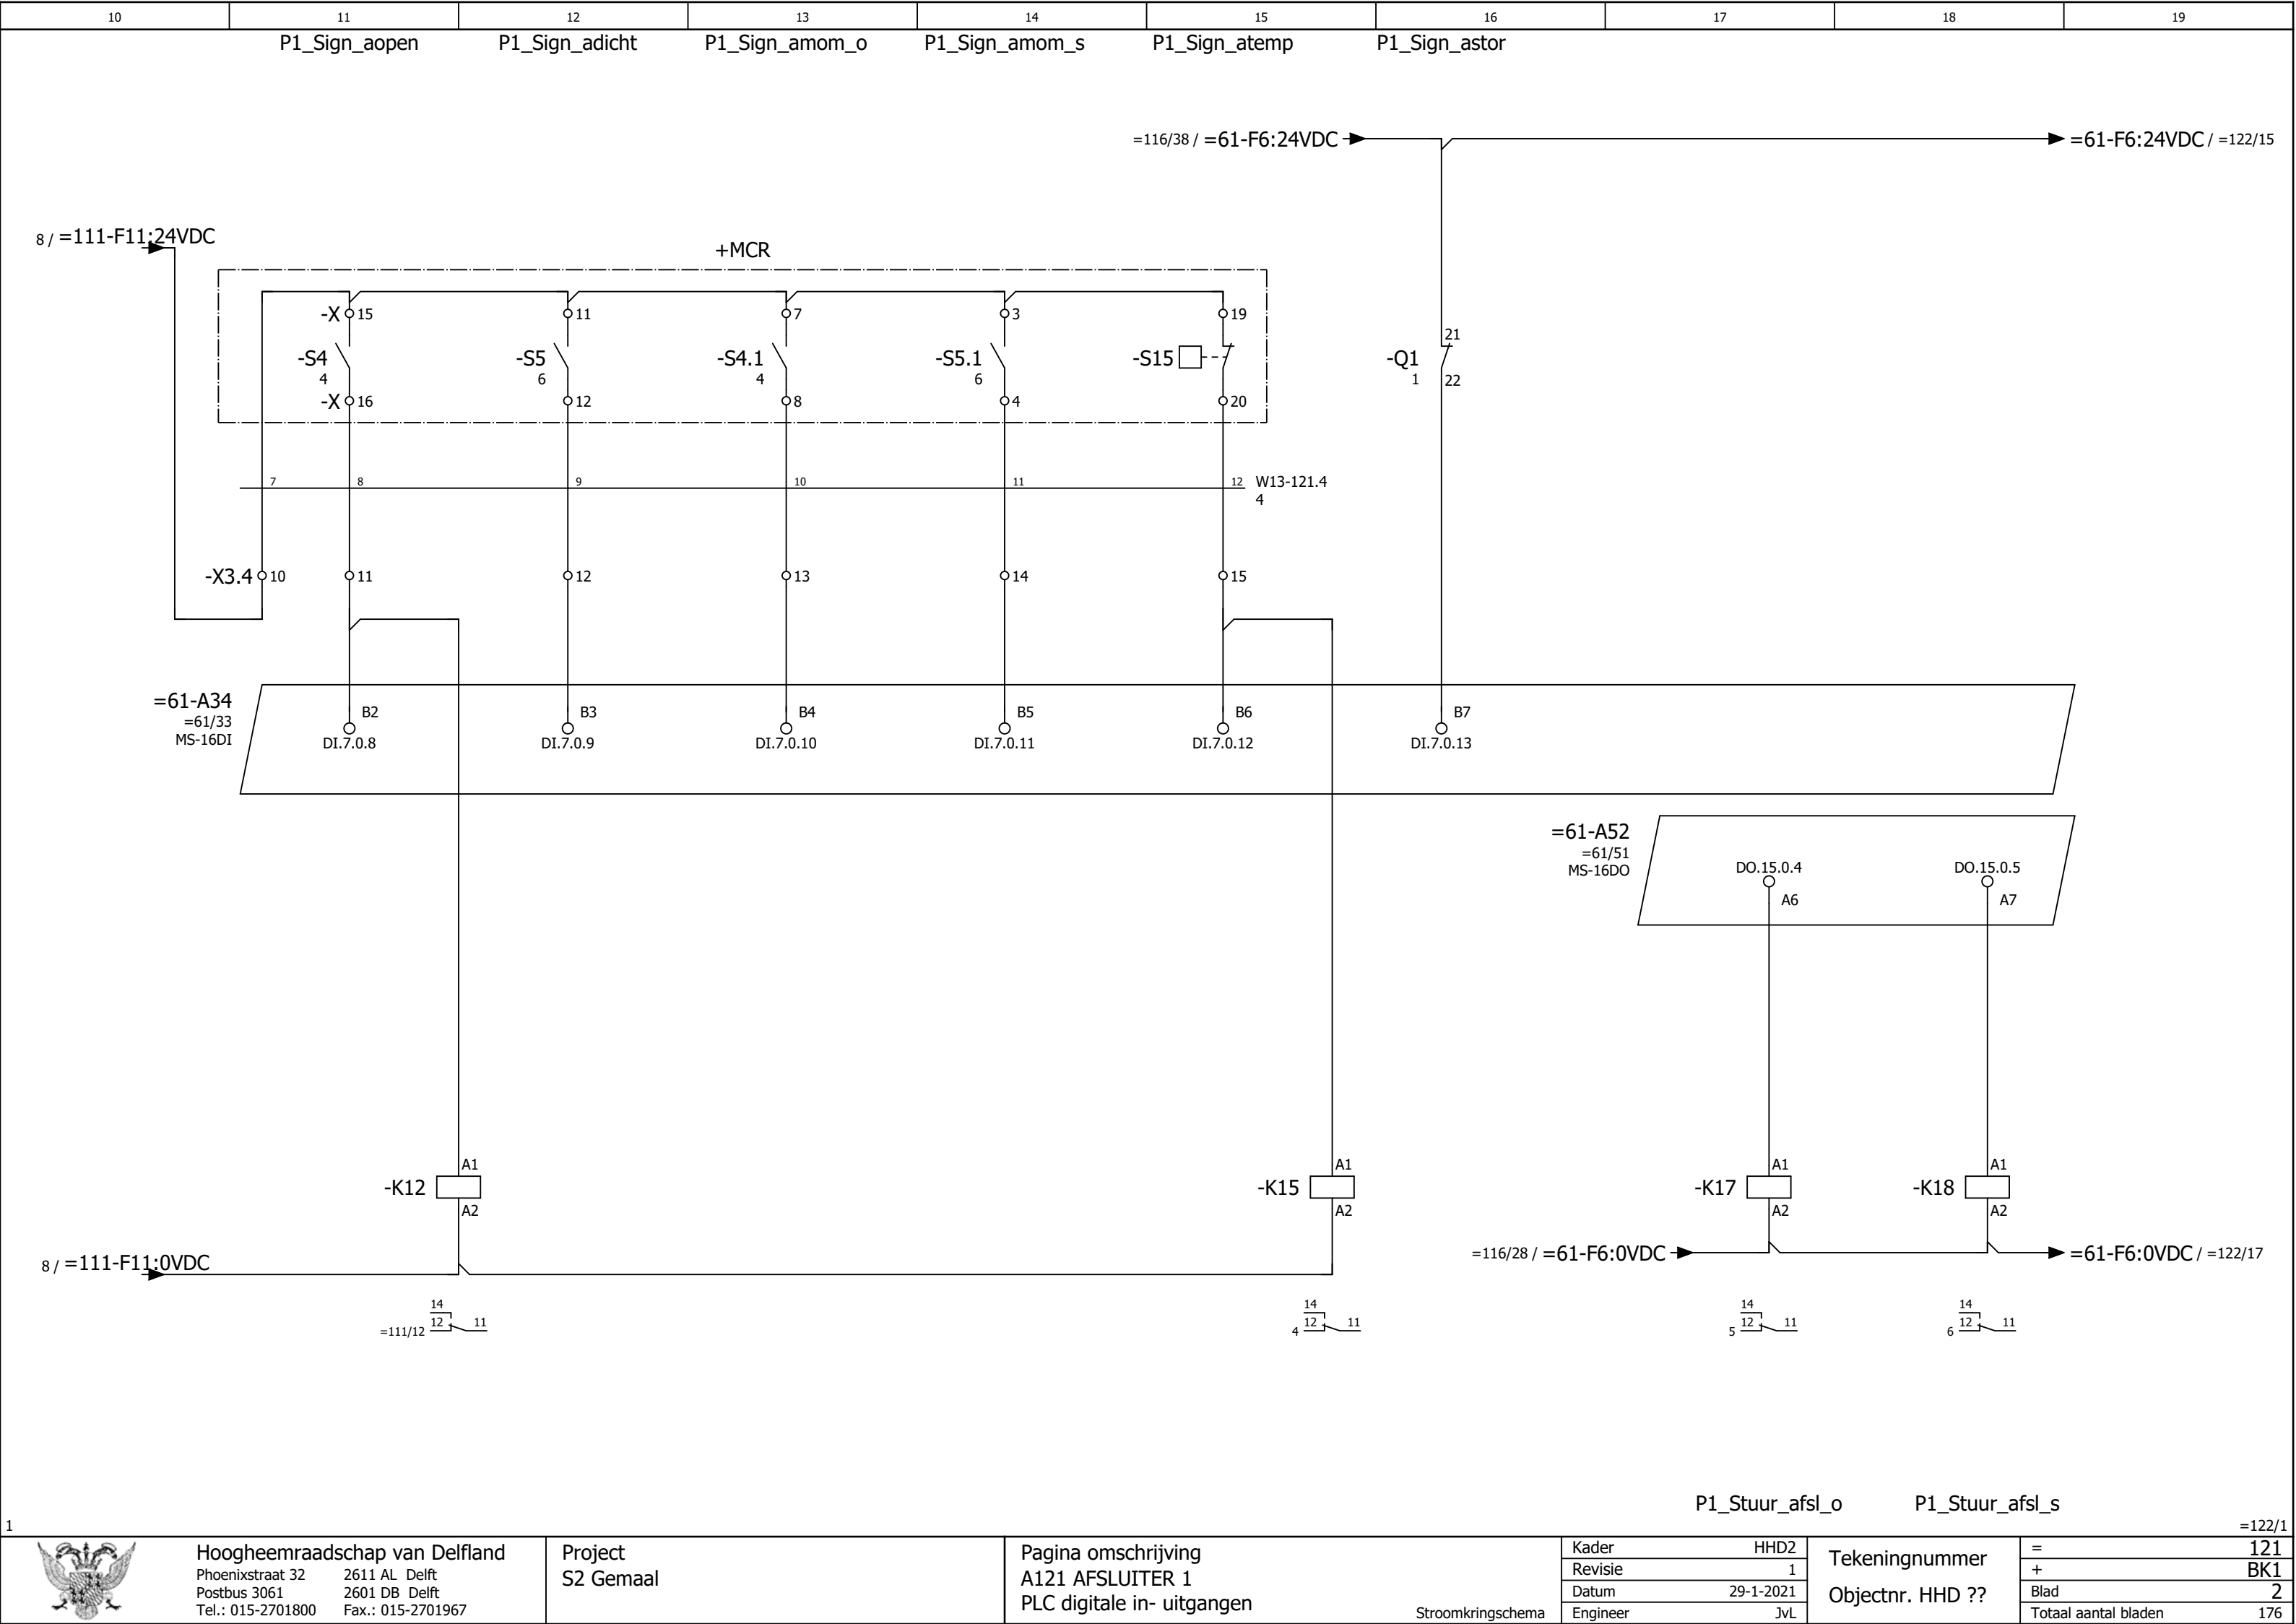 10 11 12 13 14 15 16 17 18 19
P1_Sign_aopen P1_Sign_adicht P1_Sign_amom_o P1_Sign_amom_s P1_Sign_atemp P1_Sign_astor
=116/38 / =61-F6:24VDC =61-F6:24VDC / =122/15
8 / =111-F11:24VDC
+MCR
-X 15 11 7 3 19
21
-S4 -S5 -S4.1 -S5.1 -S15 -Q1
4 6 4 6 1 22
-X 16 12 8 4 20
7 8 9 10 11 12 W13-121.4
4
-X3.4 10 11 12 13 14 15
=61-A34
=61/33
MS-16DI
B2 B3 B4 B5 B6 B7
DI.7.0.8 DI.7.0.9 DI.7.0.10 DI.7.0.11 DI.7.0.12 DI.7.0.13
=61-A52
=61/51
MS-16DO
DO.15.0.4 DO.15.0.5
A6 A7
A1 A1 A1 A1
-K12 -K15 -K17 -K18
A2 A2 A2 A2
=116/28 / =61-F6:0VDC =61-F6:0VDC / =122/17
8 / =111-F11:0VDC
14 14 14 14
=111/12 12 11 4 12 11 5 12 11 6 12 11
P1_Stuur_afsl_o P1_Stuur_afsl_s
1 =122/1
Hoogheemraadschap van Delfland
Phoenixstraat 32 2611 AL Delft
Postbus 3061 2601 DB Delft
Tel.: 015-2701800 Fax.: 015-2701967
Project
S2 Gemaal
Pagina omschrijving
A121 AFSLUITER 1
PLC digitale in- uitgangen
Stroomkringschema
Kader HHD2
Revisie 1
Datum 29-1-2021
Engineer JvL
Tekeningnummer
Objectnr. HHD ??
= 121
+ BK1
Blad 2
Totaal aantal bladen 176